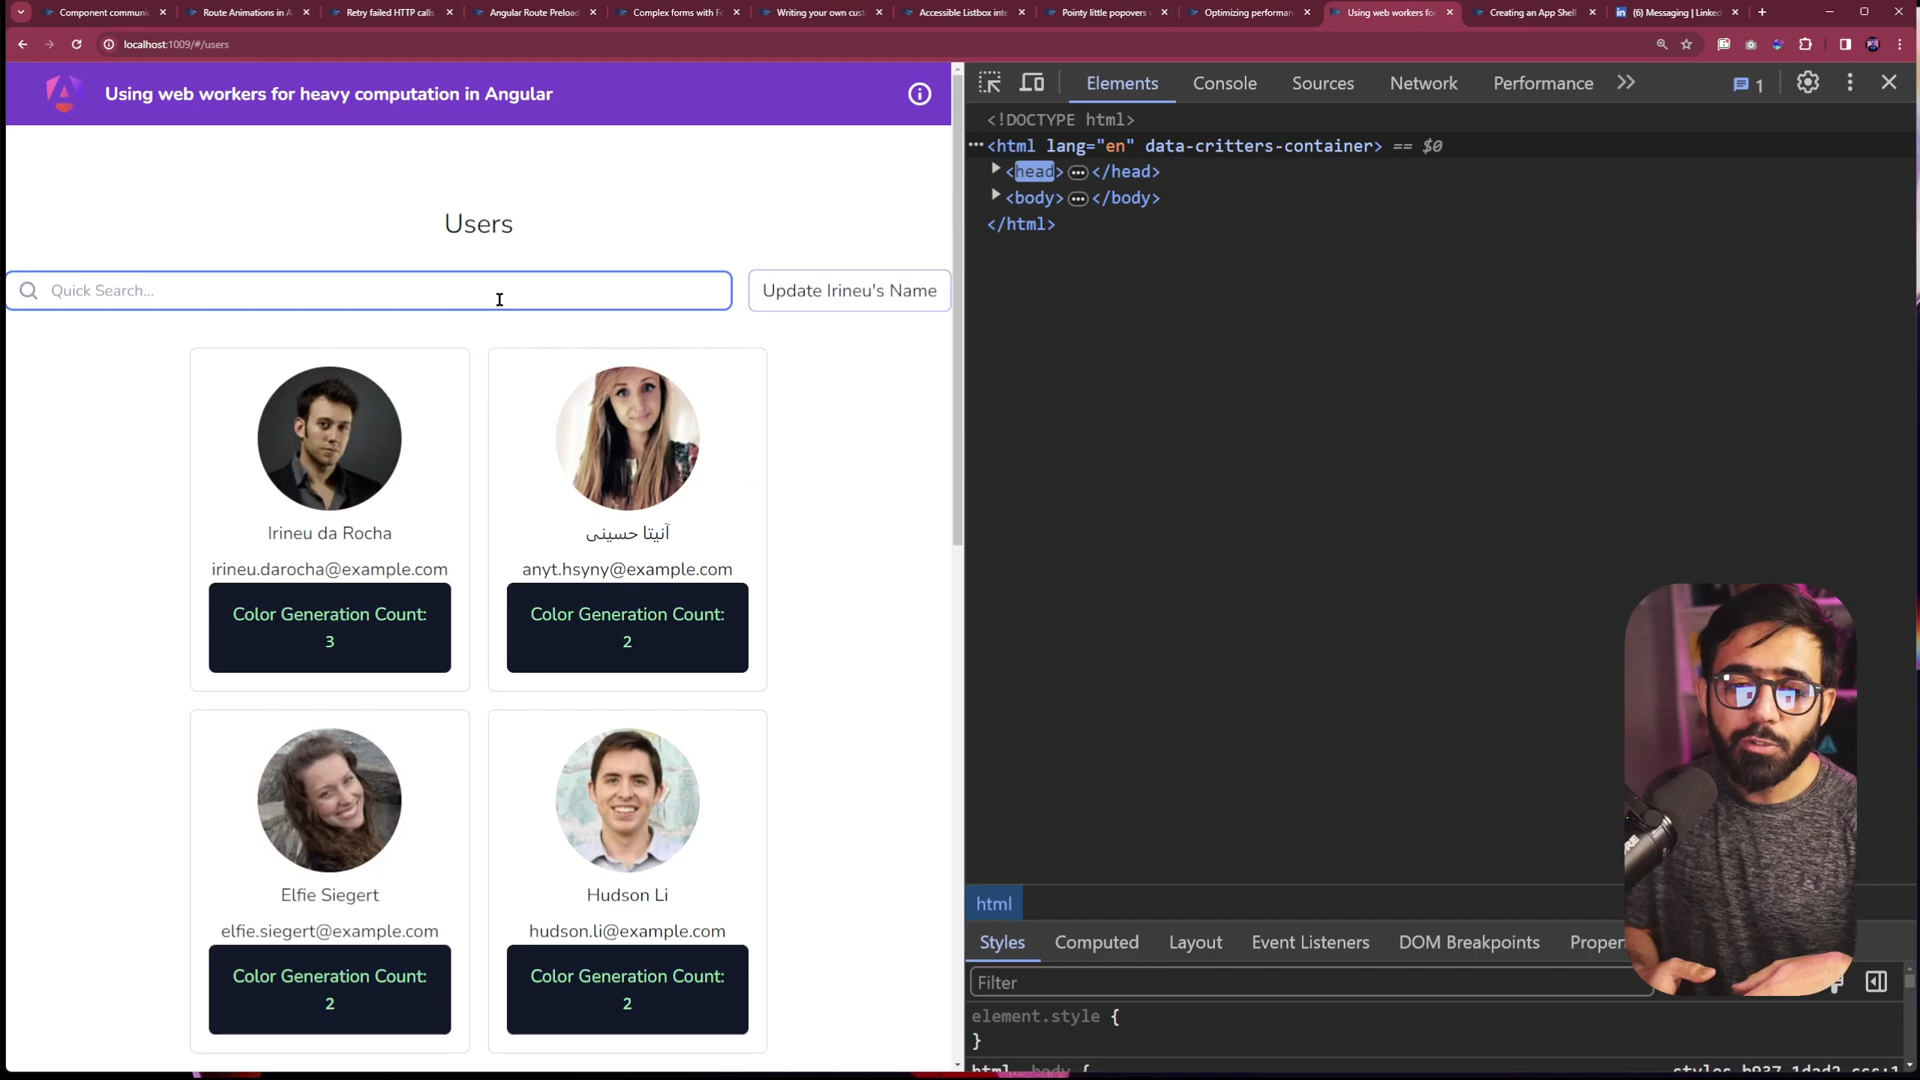 Component communi
Route Animations in A
Retry failed HTTP calls
Angular Route Preload
Complex forms with Fo
Writing your own cust
Accessible Listbox inte
Pointy little popovers
Optimizing performan
Using web workers fo
Creating an App Shell
(6) Messaging | Linked
localhost:1009/#/users
Using web workers for heavy computation in Angular
Users
Quick Search...
Update Irineu's Name
Irineu da Rocha
irineu.darocha@example.com
Color Generation Count:
3
آنیتا حسینی
anyt.hsyny@example.com
Color Generation Count:
2
Elfie Siegert
elfie.siegert@example.com
Color Generation Count:
2
Hudson Li
hudson.li@example.com
Color Generation Count:
2
Elements
Console
Sources
Network
Performance
1
<!DOCTYPE html>
<html lang="en" data-critters-container> == $0
<head> ••• </head>
<body> ••• </body>
</html>
html
Styles
Computed
Layout
Event Listeners
DOM Breakpoints
Proper
Filter
element.style {
}